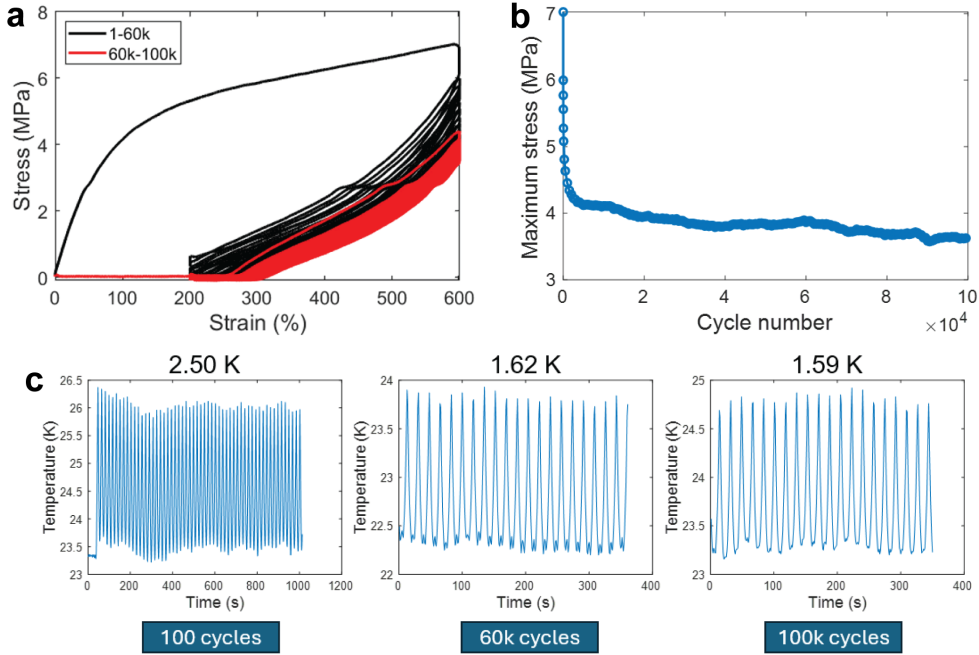 a
1-60k
60k-100k
8
6
4
2
0
Stress (MPa)
0 100 200 300 400 500 600
Strain (%)
b
7
6
5
4
3
Maximum stress (MPa)
0 2 4 6 8 10
Cycle number
×10⁴
c
2.50 K
26.5
26
25.5
25
24.5
24
23.5
23
Temperature (K)
0 200 400 600 800 1000 1200
Time (s)
100 cycles
1.62 K
24
23.5
23
22.5
22
Temperature (K)
0 100 200 300 400
Time (s)
60k cycles
1.59 K
25
24.5
24
23.5
23
Temperature (K)
0 100 200 300 400
Time (s)
100k cycles